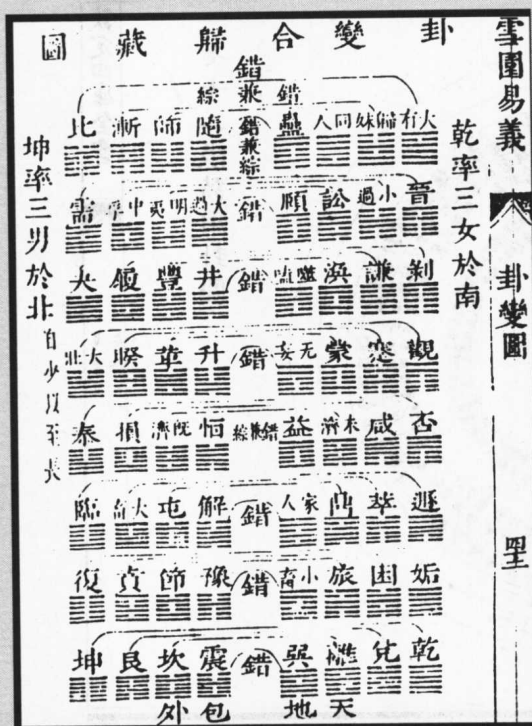 雪園易義
卦變圖
卦變合歸藏圖
乾率三女於南
錯
錯兼綜
大有 歸妹 同人 蠱 錯兼綜 隨 師 漸 比
晉 小過 訟 頤 錯 大過 明夷 中孚 需
剝 謙 渙 噬嗑 錯 井 豐 履 夬
觀 蹇 蒙 无妄 錯 升 革 睽 大壯
否 咸 未濟 益 錯兼綜 恒 既濟 損 泰
遯 萃 鼎 家人 錯 解 屯 大畜 臨
姤 困 旅 小畜 錯 豫 節 賁 復
乾 兌 離 巽 錯 震 坎 艮 坤
天地包外
坤率三男於北自少以至長